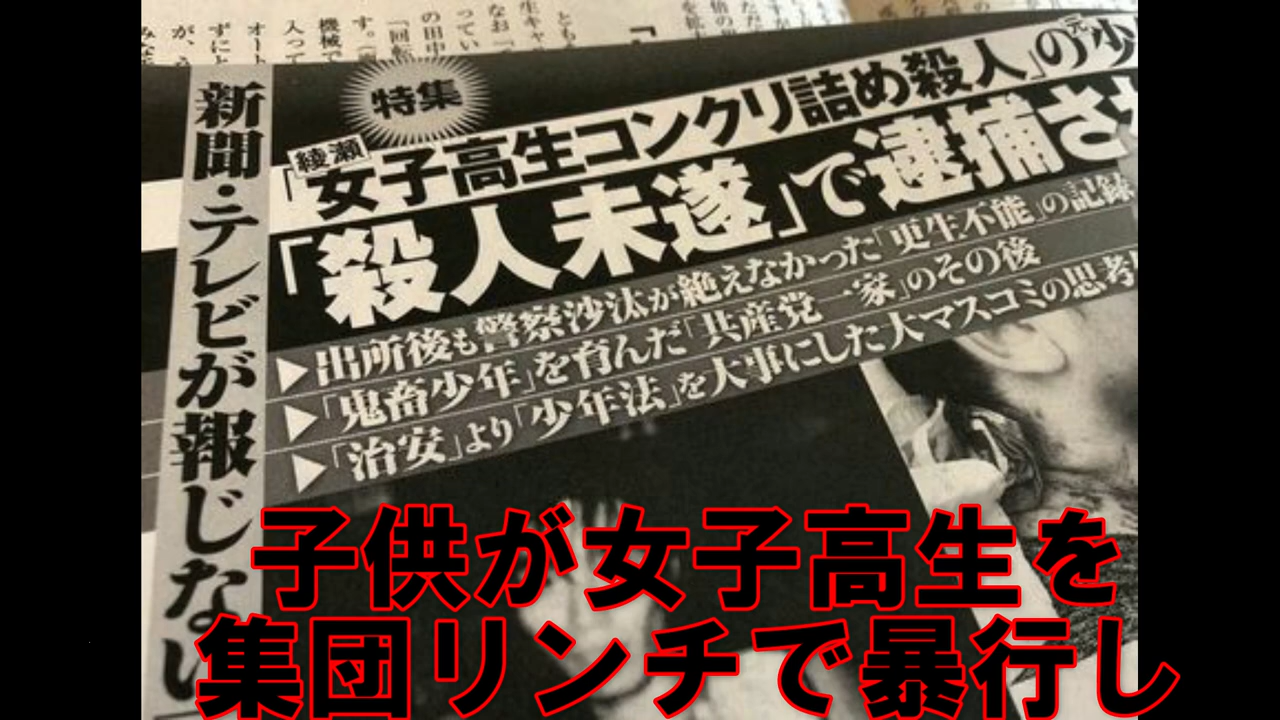 新聞・テレビが報じない
特集
綾瀬
元
「女子高生コンクリ詰め殺人」の少
「殺人未遂」で逮捕さ
▶出所後も警察沙汰が絶えなかった「更生不能」の記録
▶「鬼畜少年」を育んだ「共産党一家」のその後
▶「治安」より「少年法」を大事にした大マスコミの思考
子供が女子高生を
集団リンチで暴行し